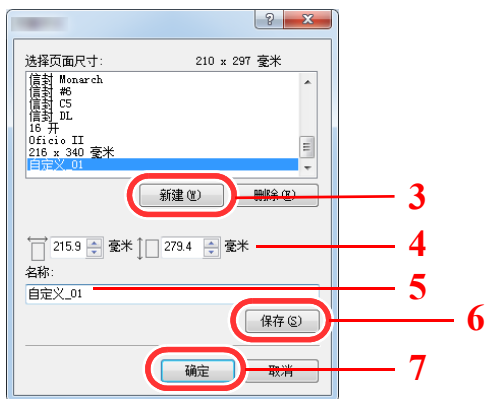 选择页面尺寸: 210 x 297 毫米
信封 Monarch
信封 #6
信封 C5
信封 DL
16 开
Oficio II
216 x 340 毫米
自定义_01
新建(W) 删除(E) 3
215.9 毫米 279.4 毫米 4
名称:
自定义_01 5
保存(S) 6
确定 取消 7